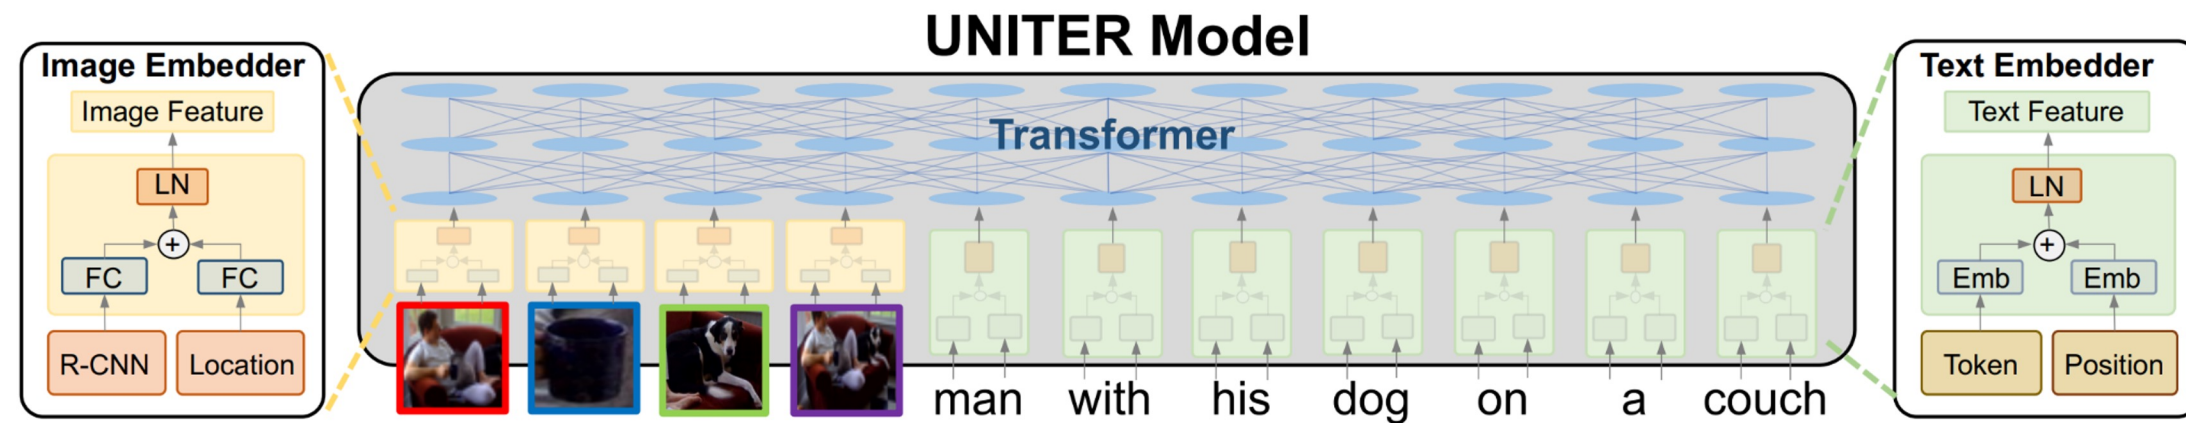 UNITER Model
Image Embedder
Image Feature
LN
+
FC FC
R-CNN Location
Transformer
man with his dog on a couch
Text Embedder
Text Feature
LN
+
Emb Emb
Token Position